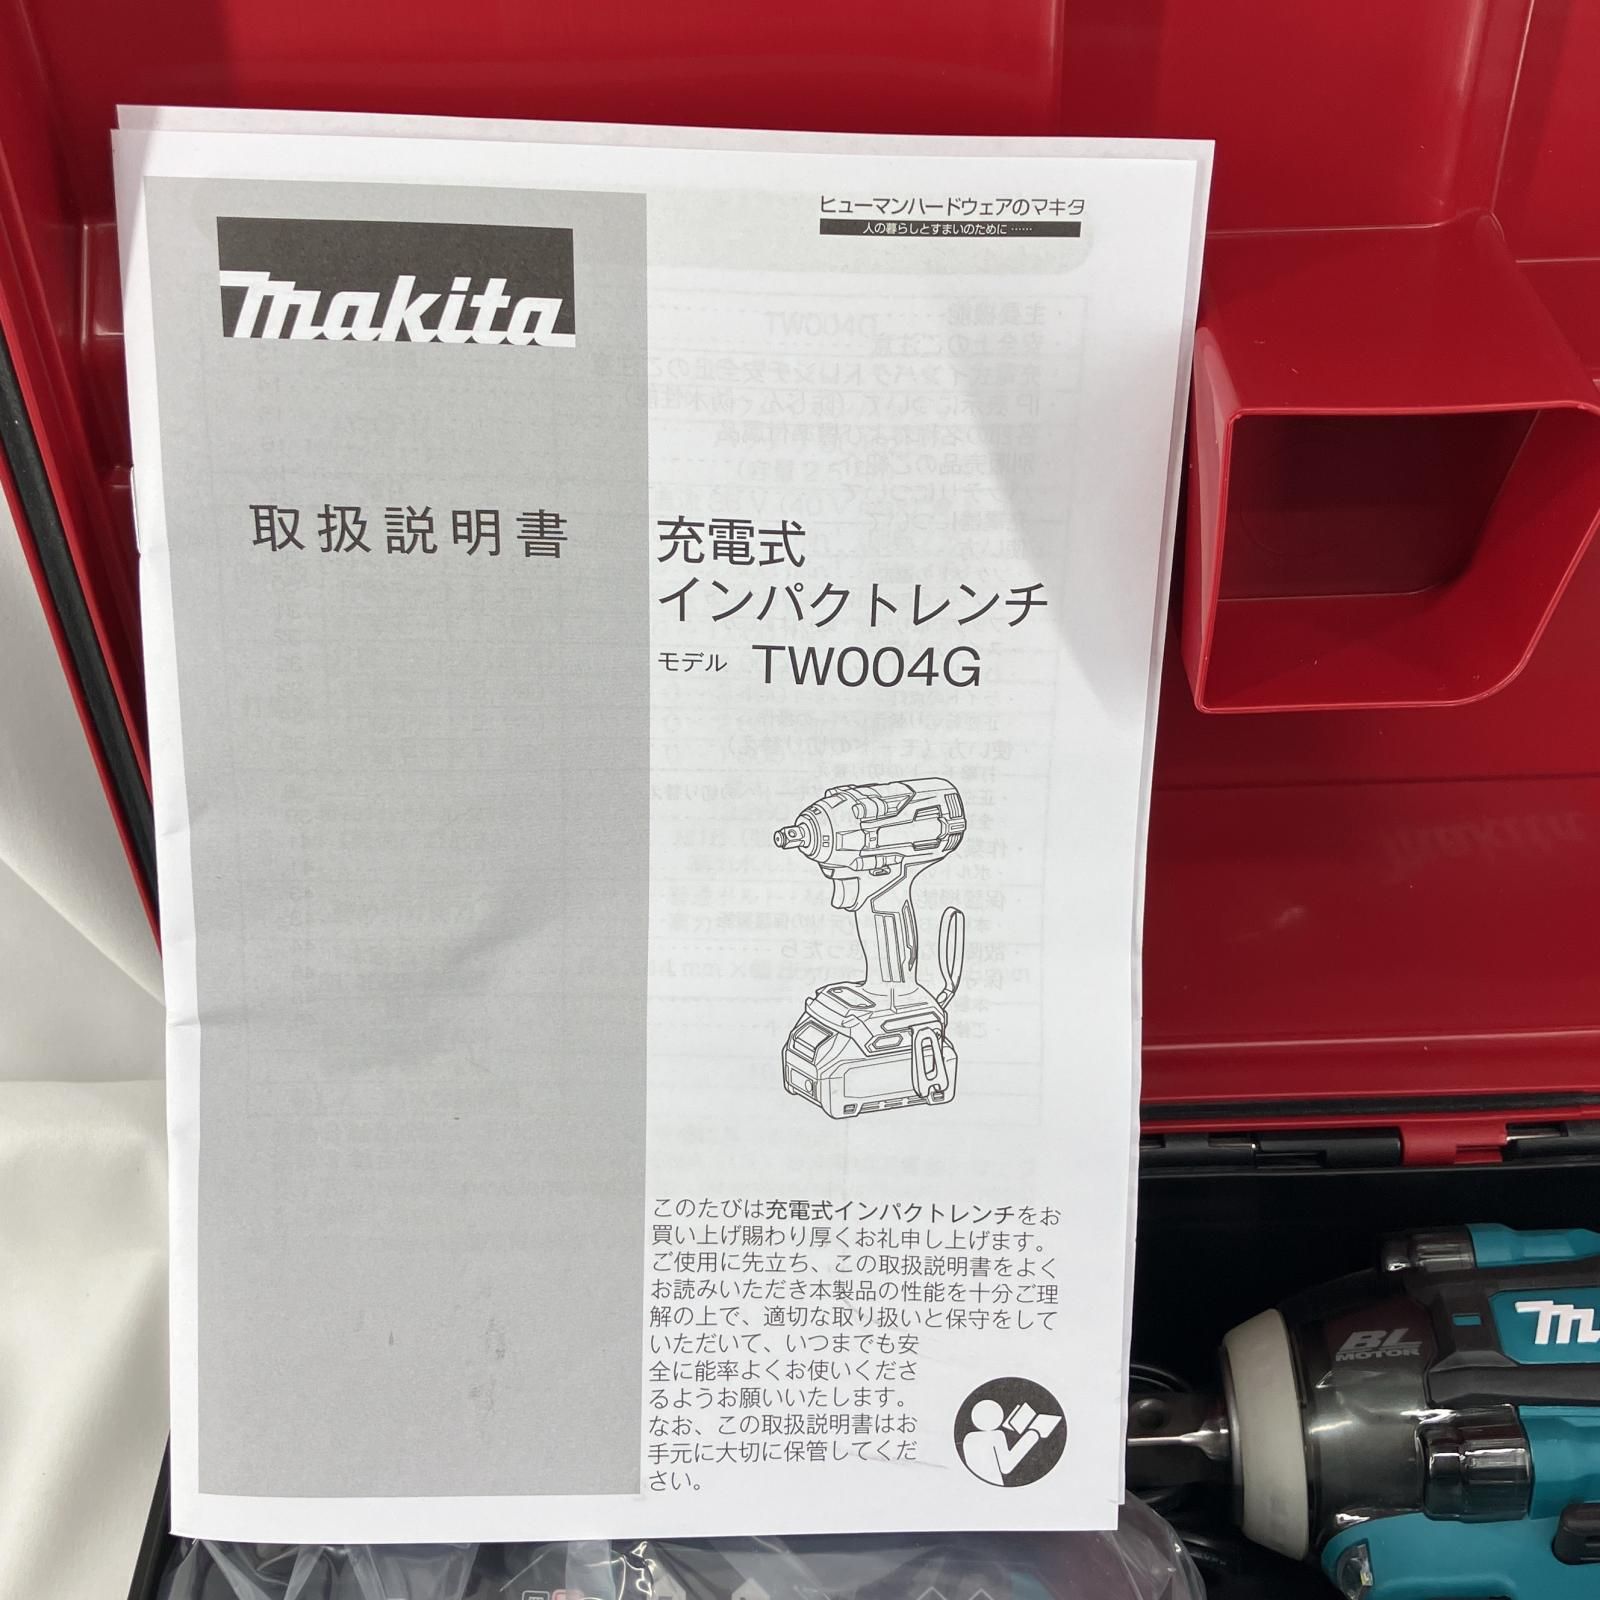 ヒューマンハードウェアのマキタ
人の暮らしとすまいのために……
makita
取扱説明書
充電式
インパクトレンチ
モデル TW004G
このたびは充電式インパクトレンチをお
買い上げ賜わり厚くお礼申し上げます。
ご使用に先立ち、この取扱説明書をよく
お読みいただき本製品の性能を十分ご理
解の上で、適切な取り扱いと保守をして
いただいて、いつまでも安
全に能率よくお使いくださ
るようお願いいたします。
なお、この取扱説明書はお
手元に大切に保管してくだ
さい。
makita
BL
MOTOR